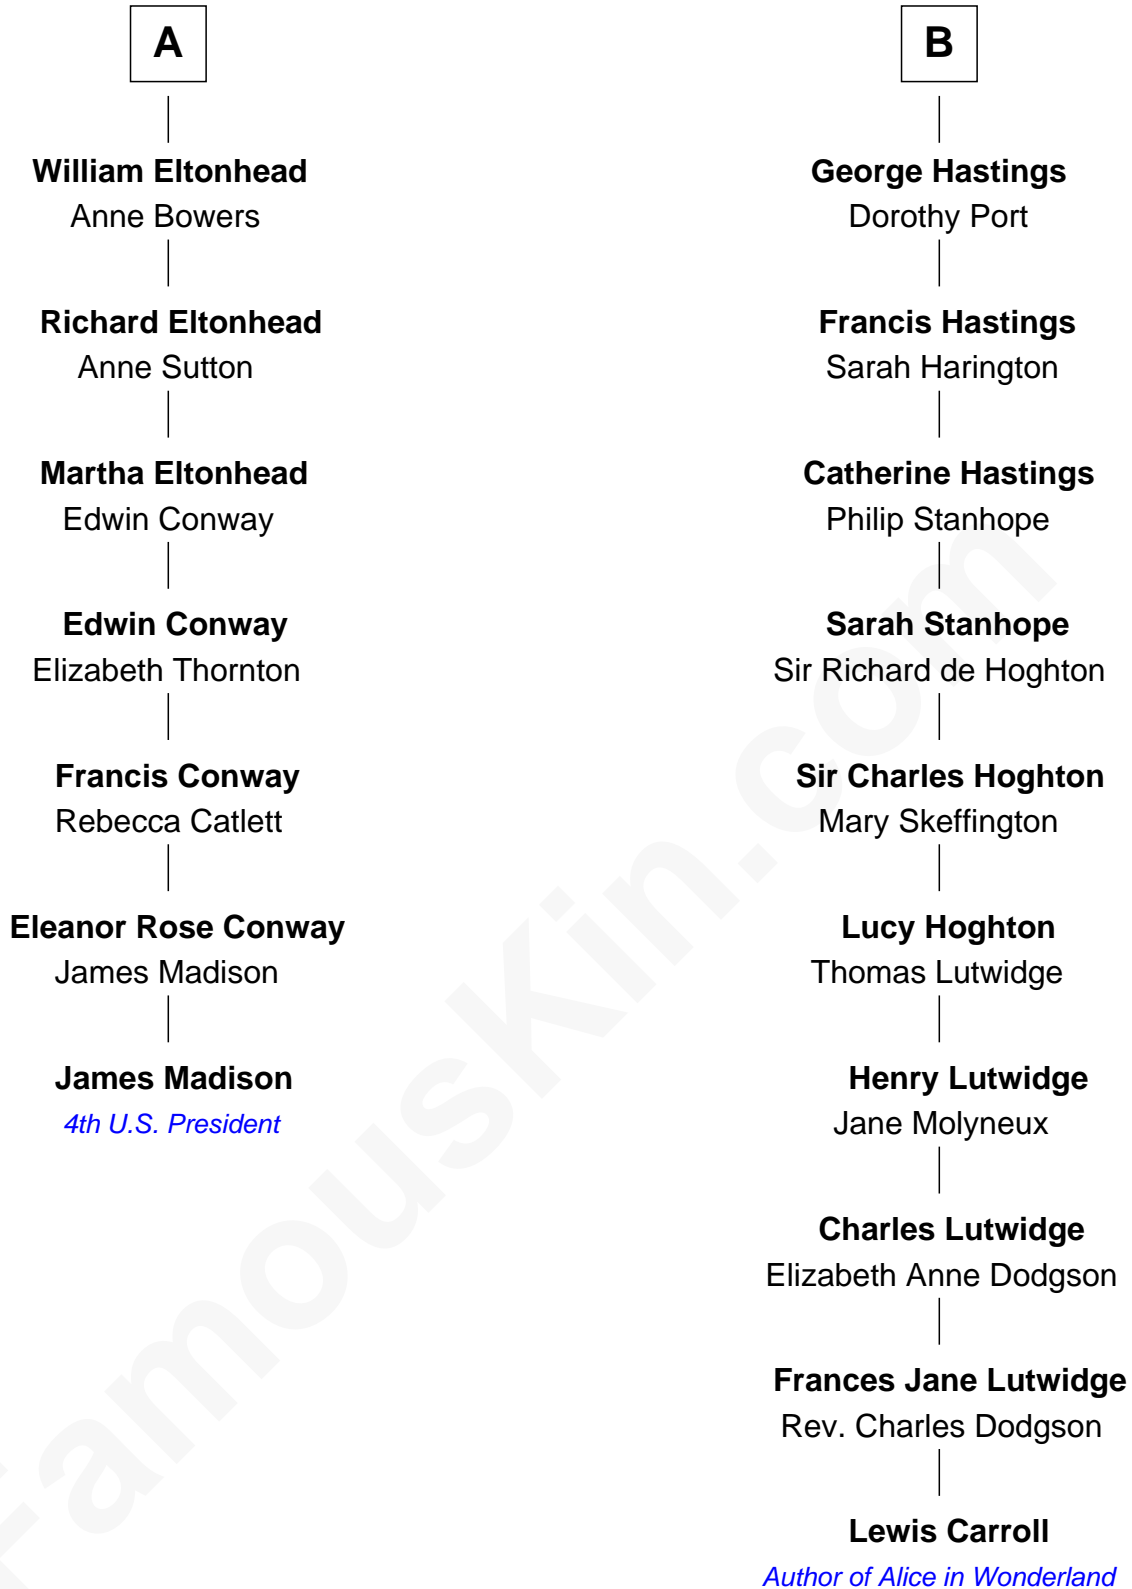 A
William Eltonhead
Anne Bowers
Richard Eltonhead
Anne Sutton
Martha Eltonhead
Edwin Conway
Edwin Conway
Elizabeth Thornton
Francis Conway
Rebecca Catlett
Eleanor Rose Conway
James Madison
James Madison
4th U.S. President
B
George Hastings
Dorothy Port
Francis Hastings
Sarah Harington
Catherine Hastings
Philip Stanhope
Sarah Stanhope
Sir Richard de Hoghton
Sir Charles Hoghton
Mary Skeffington
Lucy Hoghton
Thomas Lutwidge
Henry Lutwidge
Jane Molyneux
Charles Lutwidge
Elizabeth Anne Dodgson
Frances Jane Lutwidge
Rev. Charles Dodgson
Lewis Carroll
Author of Alice in Wonderland
FamousKin.com